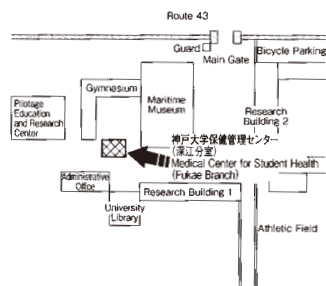 Route 43
Guard
Main Gate
Bicycle Parking
Gymnasium
Maritime
Museum
Pilotage
Education
and Research
Center
Research
Building 2
神戸大学保健管理センター
(深江分室)
Medical Center for Student Health
(Fukae Branch)
Administrative
Office
Research Building 1
University
Library
Athletic Field